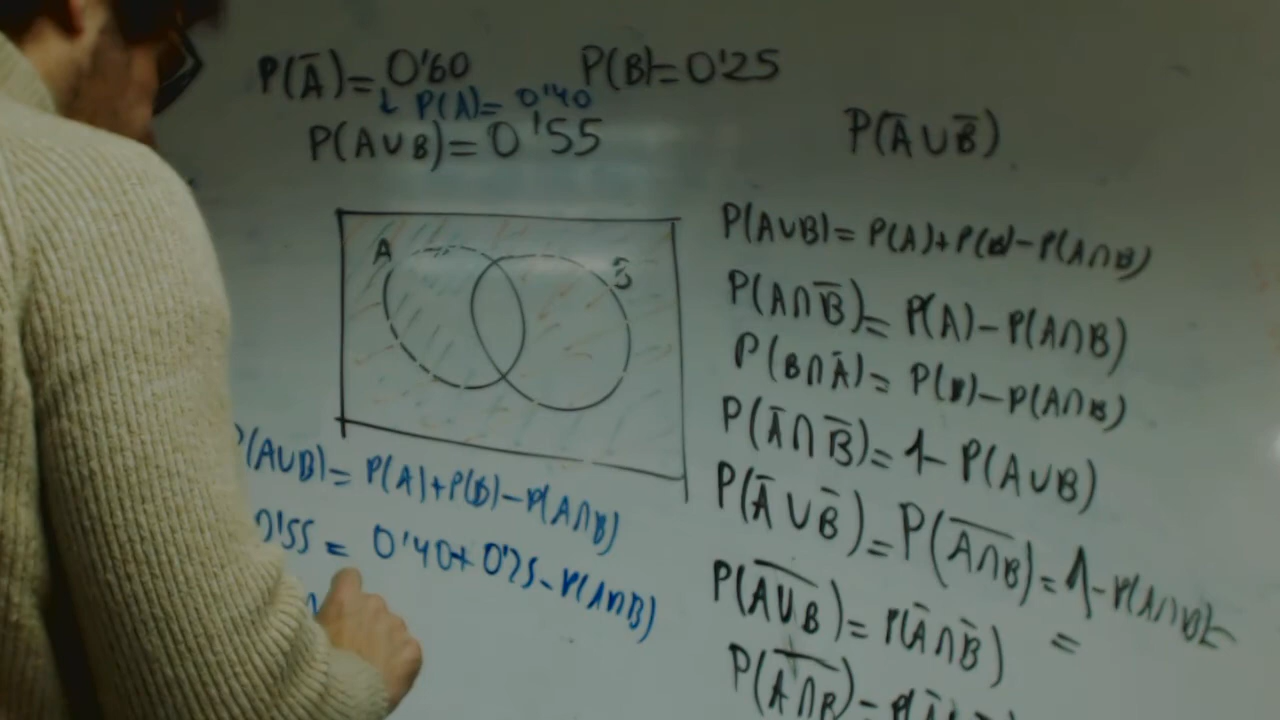 P(A̅)= 0'60 P(B)=0'25
↓ P(A)= 0'40
P(A∪B)=0'55
P(A̅∪B̅)
A B
P(A∪B)= P(A)+P(B)-P(A∩B)
P(A∩B̅)= P(A)-P(A∩B)
P(B∩A̅)= P(B)-P(A∩B)
P(A̅∩B̅)= 1-P(A∪B)
P(A̅∪B̅)=P(A̅∩̅B̅)=1-P(A∩B)=
=
P(A̅∪̅B̅)= P(A̅∩B̅)
P(A̅∩̅B̅)=
P(A∪B)= P(A)+P(B)-P(A∩B)
0'55 = 0'40+0'25-P(A∩B)